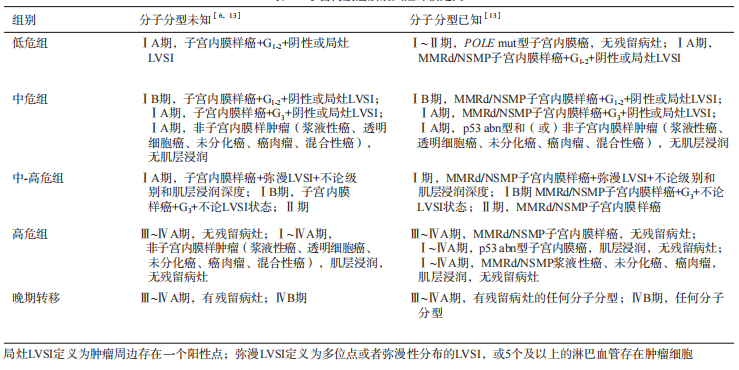 组别 分子分型未知[6, 13] 分子分型已知[13]
低危组 ⅠA期，子宫内膜样癌+G1-2+阴性或局灶 Ⅰ~Ⅱ期，POLE mut型子宫内膜癌，无残留病灶；ⅠA期，
LVSI MMRd/NSMP子宫内膜样癌+G1-2+阴性或局灶LVSI
中危组 ⅠB期，子宫内膜样癌+G1-2+阴性或局灶LVSI； ⅠB期，MMRd/NSMP子宫内膜样癌+G1-2+阴性或局灶LVSI；
ⅠA期，子宫内膜样癌+G3+阴性或局灶LVSI； ⅠA期，MMRd/NSMP子宫内膜样癌+G3+阴性或局灶LVSI；
ⅠA期，非子宫内膜样肿瘤（浆液性癌、透明 ⅠA期，p53 abn型和（或）非子宫内膜样肿瘤（浆液性癌、
细胞癌、未分化癌、癌肉瘤、混合性癌）， 透明细胞癌、未分化癌、癌肉瘤、混合性癌），无肌层浸润
无肌层浸润
中-高危组 ⅠA期，子宫内膜样癌+弥漫LVSI+不论级 Ⅰ期，MMRd/NSMP子宫内膜样癌+弥漫LVSI+不论级别和
别和肌层浸润深度；ⅠB期，子宫内膜 肌层浸润深度；ⅠB期 MMRd/NSMP子宫内膜样癌+G3+不论
样癌+G3+不论LVSI状态；Ⅱ期 LVSI状态；Ⅱ期，MMRd/NSMP子宫内膜样癌
高危组 Ⅲ~ⅣA期，无残留病灶；Ⅰ~ⅣA期， Ⅲ~ⅣA期，MMRd/NSMP子宫内膜样癌，无残留病灶；
非子宫内膜样肿瘤（浆液性癌、透明细胞癌、 Ⅰ~ⅣA期，p53 abn型子宫内膜癌，肌层浸润，无残留病灶；
未分化癌、癌肉瘤、混合性癌），肌层浸润， Ⅰ~ⅣA期，MMRd/NSMP浆液性癌、未分化癌、癌肉瘤，
无残留病灶 肌层浸润，无残留病灶
晚期转移 Ⅲ~ⅣA期，有残留病灶；ⅣB期 Ⅲ~ⅣA期，有残留病灶的任何分子分型；ⅣB期，任何分子
分型
局灶LVSI定义为肿瘤周边存在一个阳性点；弥漫LVSI定义为多位点或者弥漫性分布的LVSI，或5个及以上的淋巴血管存在肿瘤细胞